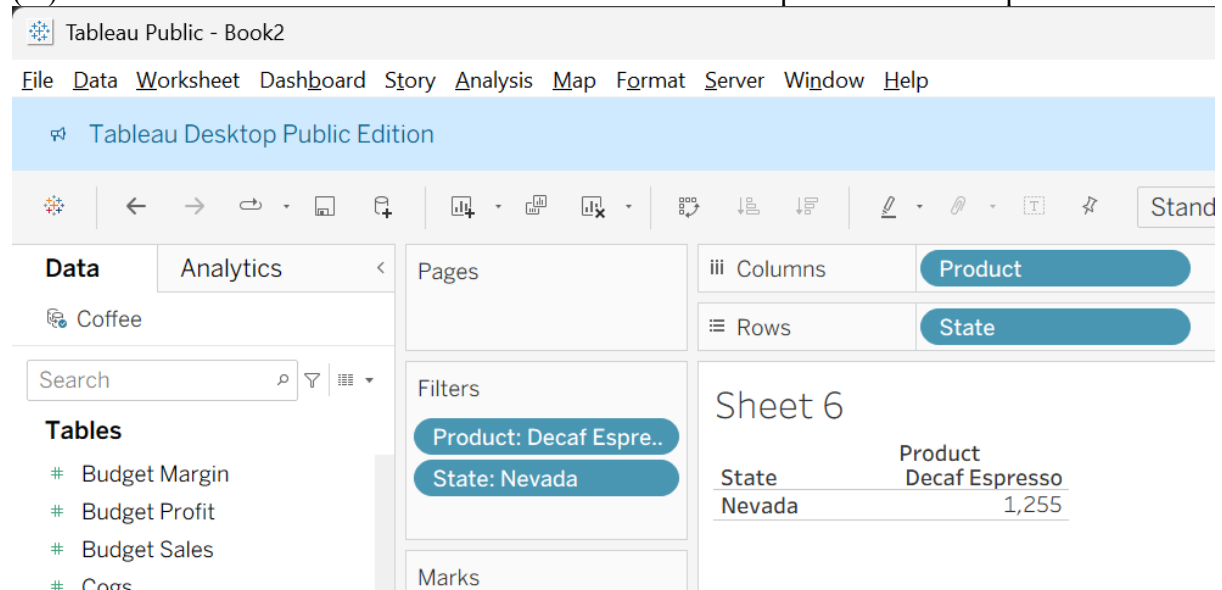 Tableau Public - Book2
File Data Worksheet Dashboard Story Analysis Map Format Server Window Help
Tableau Desktop Public Edition
Stand
Data Analytics
Pages
iii Columns Product
Coffee
Rows State
Search
Filters
Sheet 6
Tables
Product: Decaf Espre..
Product
# Budget Margin
State: Nevada
State Decaf Espresso
# Budget Profit
Nevada 1,255
# Budget Sales
# Cogs
Marks